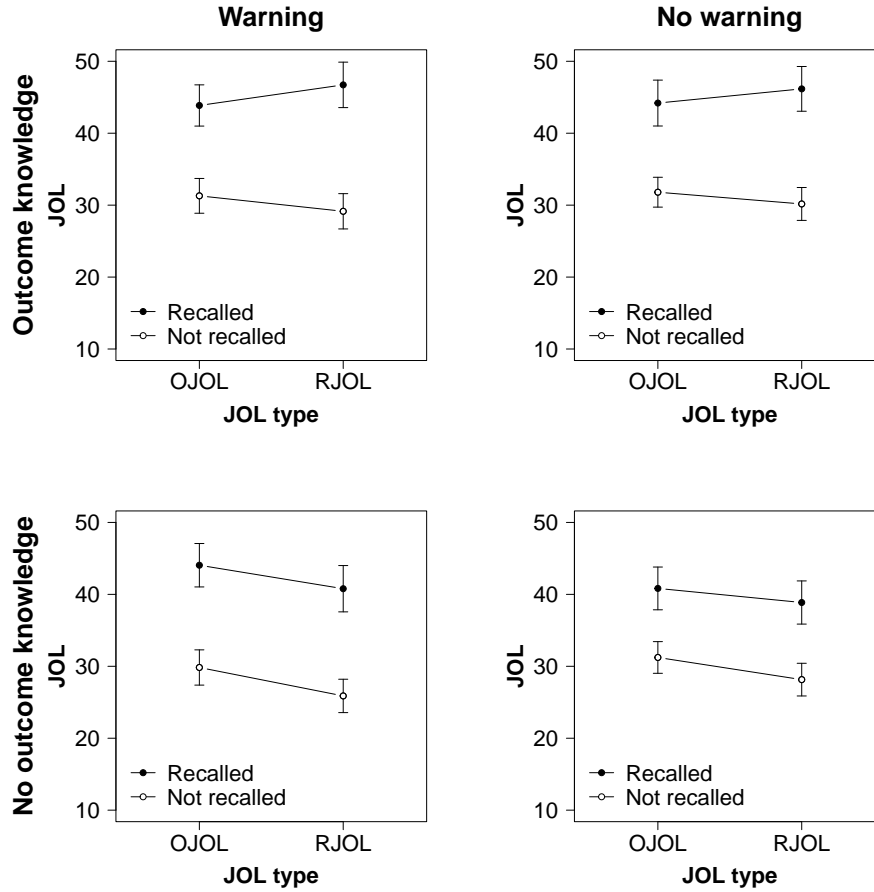 Warning
No warning
Outcome knowledge
JOL
50
40
30
20
10
Recalled
Not recalled
OJOL RJOL
JOL type
JOL
50
40
30
20
10
Recalled
Not recalled
OJOL RJOL
JOL type
No outcome knowledge
JOL
50
40
30
20
10
Recalled
Not recalled
OJOL RJOL
JOL type
JOL
50
40
30
20
10
Recalled
Not recalled
OJOL RJOL
JOL type